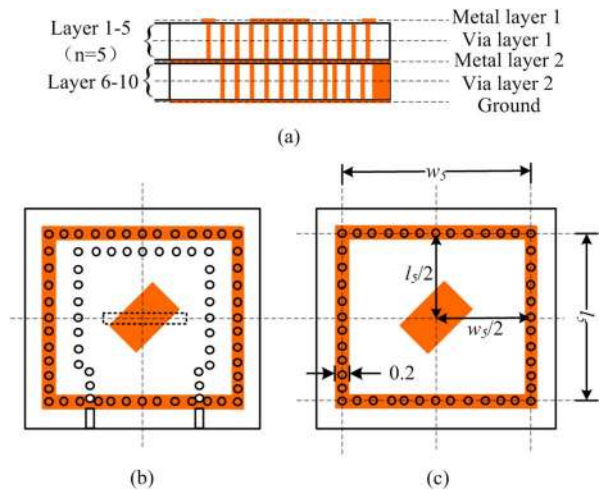 Layer 1-5
(n=5)
Layer 6-10
Metal layer 1
Via layer 1
Metal layer 2
Via layer 2
Ground
(a)
w5
l5/2
w5/2
l5
0.2
(b)
(c)